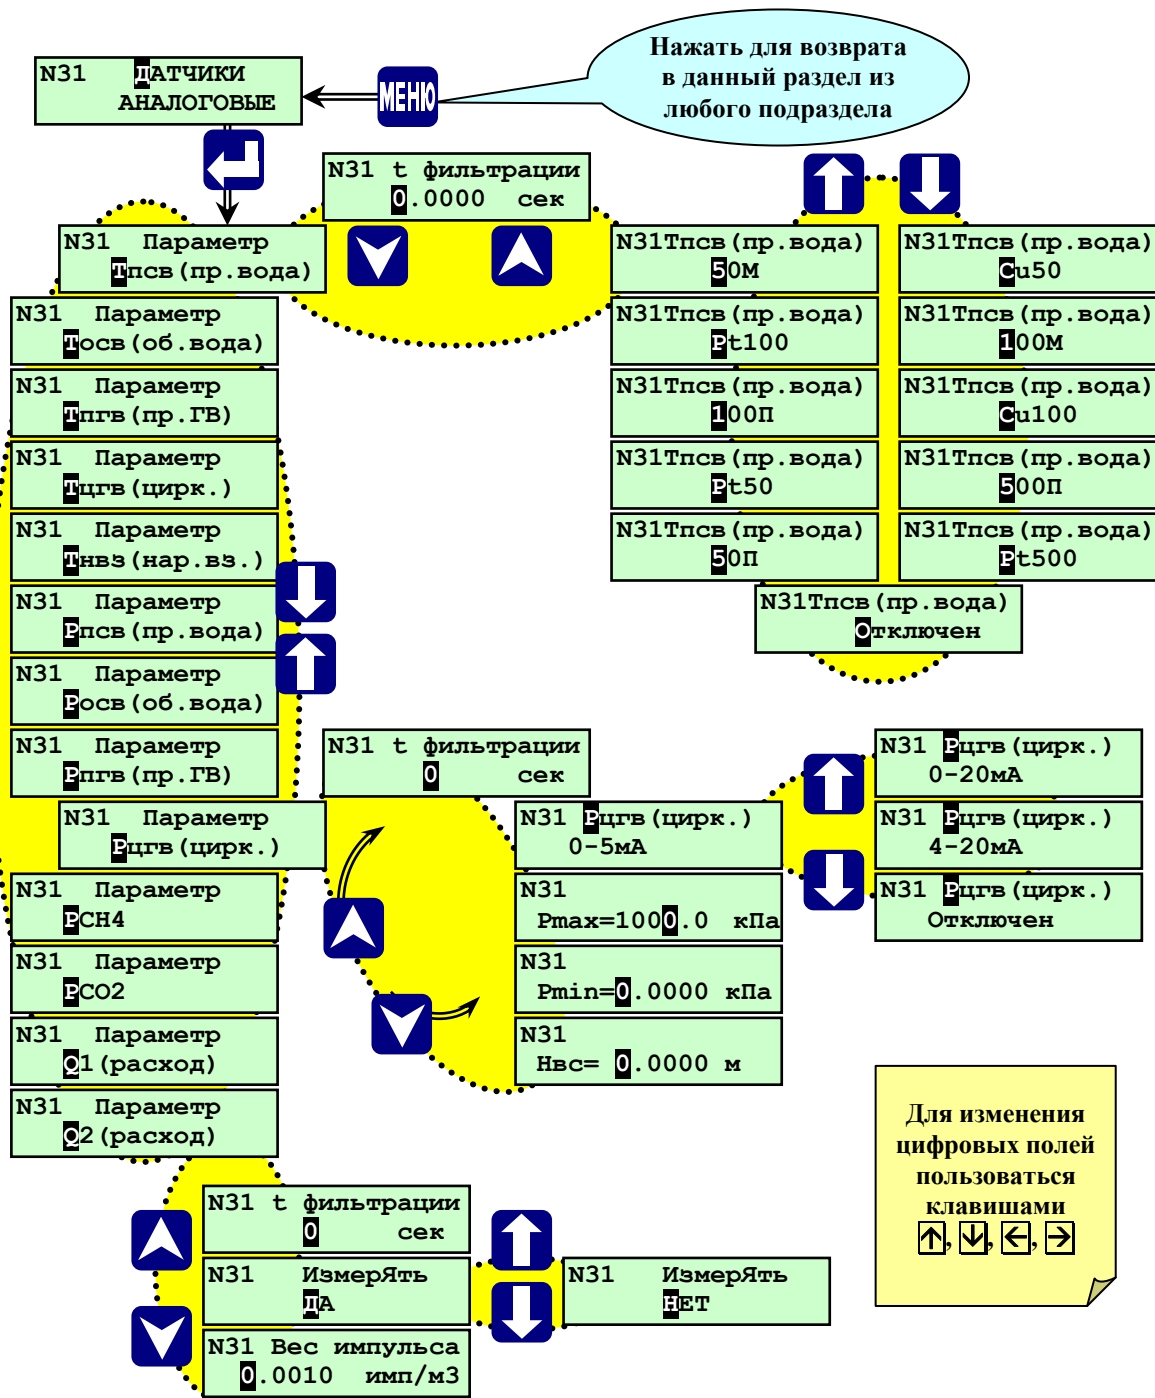 N31 ДАТЧИКИ
АНАЛОГОВЫЕ
МЕНЮ
Нажать для возврата
в данный раздел из
любого подраздела
N31 t фильтрации
0.0000 сек
N31 Параметр
Тпсв(пр.вода)
N31 Параметр
Тосв(об.вода)
N31 Параметр
Тпгв(пр.ГВ)
N31 Параметр
Тцгв(цирк.)
N31 Параметр
Тнвз(нар.вз.)
N31 Параметр
Рпсв(пр.вода)
N31 Параметр
Росв(об.вода)
N31 Параметр
Рпгв(пр.ГВ)
N31 Параметр
Рцгв(цирк.)
N31 Параметр
РСН4
N31 Параметр
РСО2
N31 Параметр
Q1(расход)
N31 Параметр
Q2(расход)
N31Тпсв(пр.вода)
50М
N31Тпсв(пр.вода)
Cu50
N31Тпсв(пр.вода)
Pt100
N31Тпсв(пр.вода)
100М
N31Тпсв(пр.вода)
100П
N31Тпсв(пр.вода)
Cu100
N31Тпсв(пр.вода)
Pt50
N31Тпсв(пр.вода)
500П
N31Тпсв(пр.вода)
50П
N31Тпсв(пр.вода)
Pt500
N31Тпсв(пр.вода)
Отключен
N31 t фильтрации
0 сек
N31 Рцгв(цирк.)
0-5мА
N31
Pmax=1000.0 кПа
N31
Pmin=0.0000 кПа
N31
Нвс= 0.0000 м
N31 Рцгв(цирк.)
0-20мА
N31 Рцгв(цирк.)
4-20мА
N31 Рцгв(цирк.)
Отключен
Для изменения
цифровых полей
пользоваться
клавишами
↑, ↓, ←, →
N31 t фильтрации
0 сек
N31 ИзмерЯть
ДА
N31 ИзмерЯть
НЕТ
N31 Вес импульса
0.0010 имп/м3